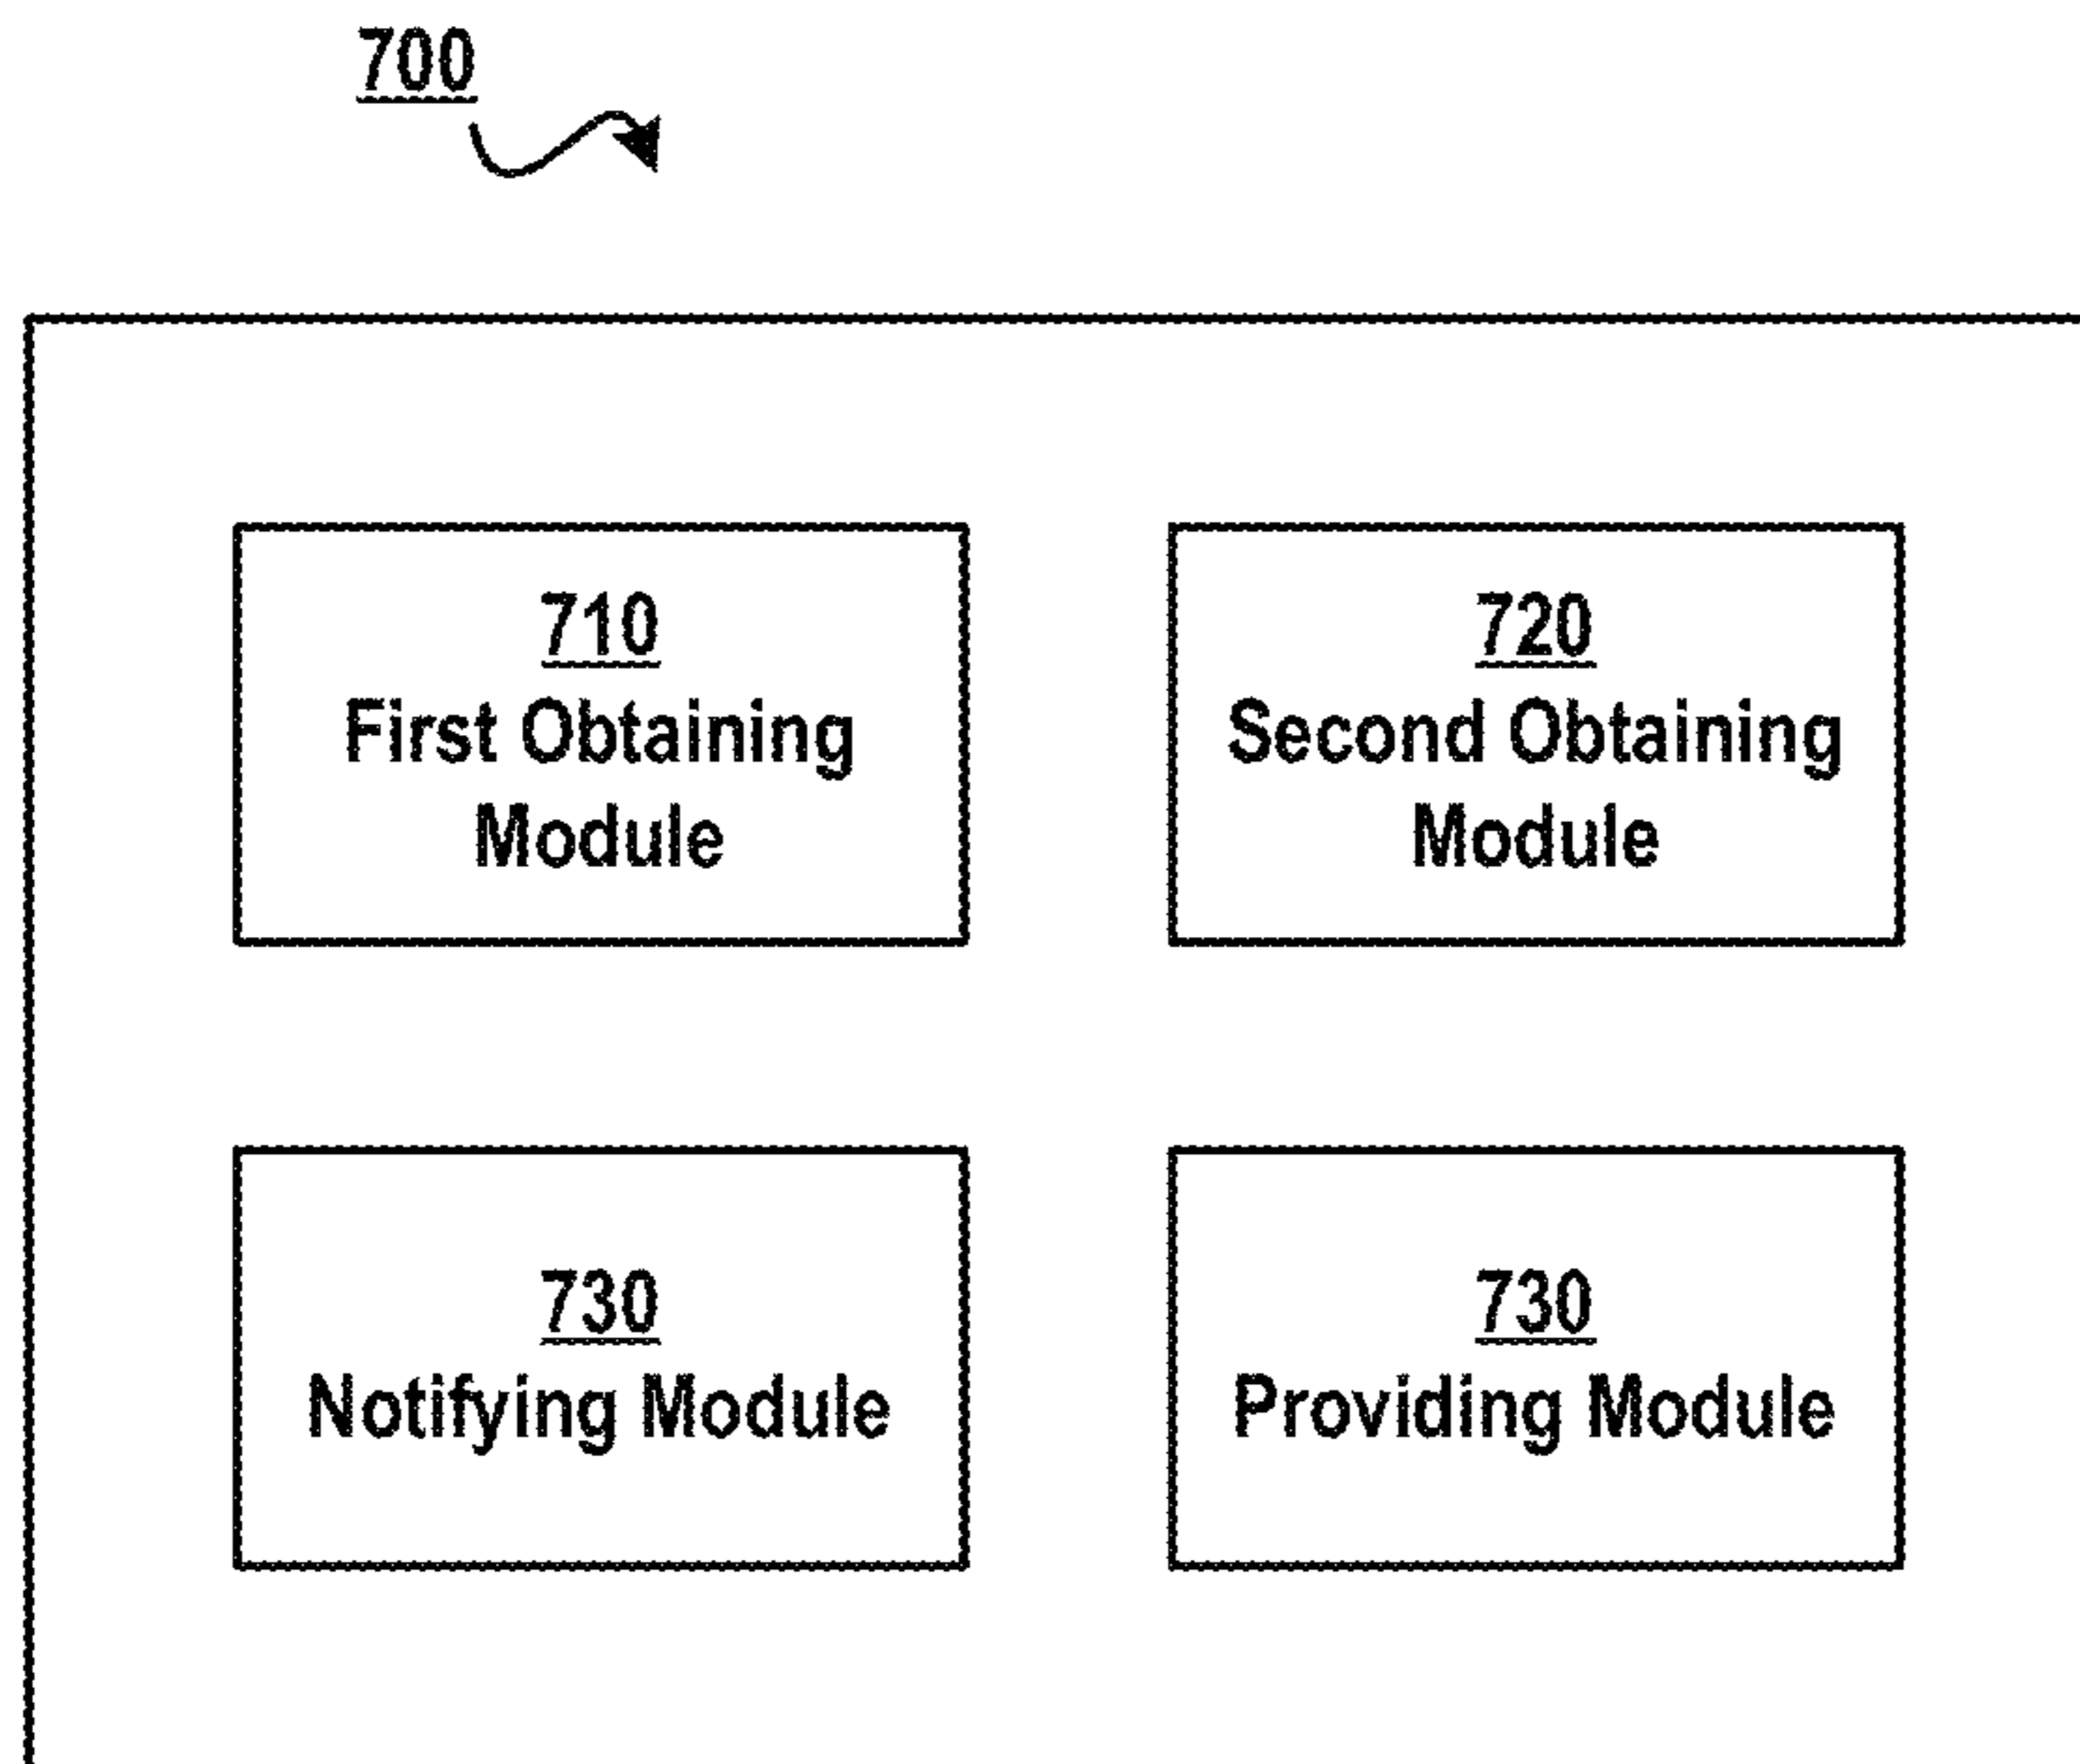 700
710
First Obtaining
Module
720
Second Obtaining
Module
730
Notifying Module
730
Providing Module